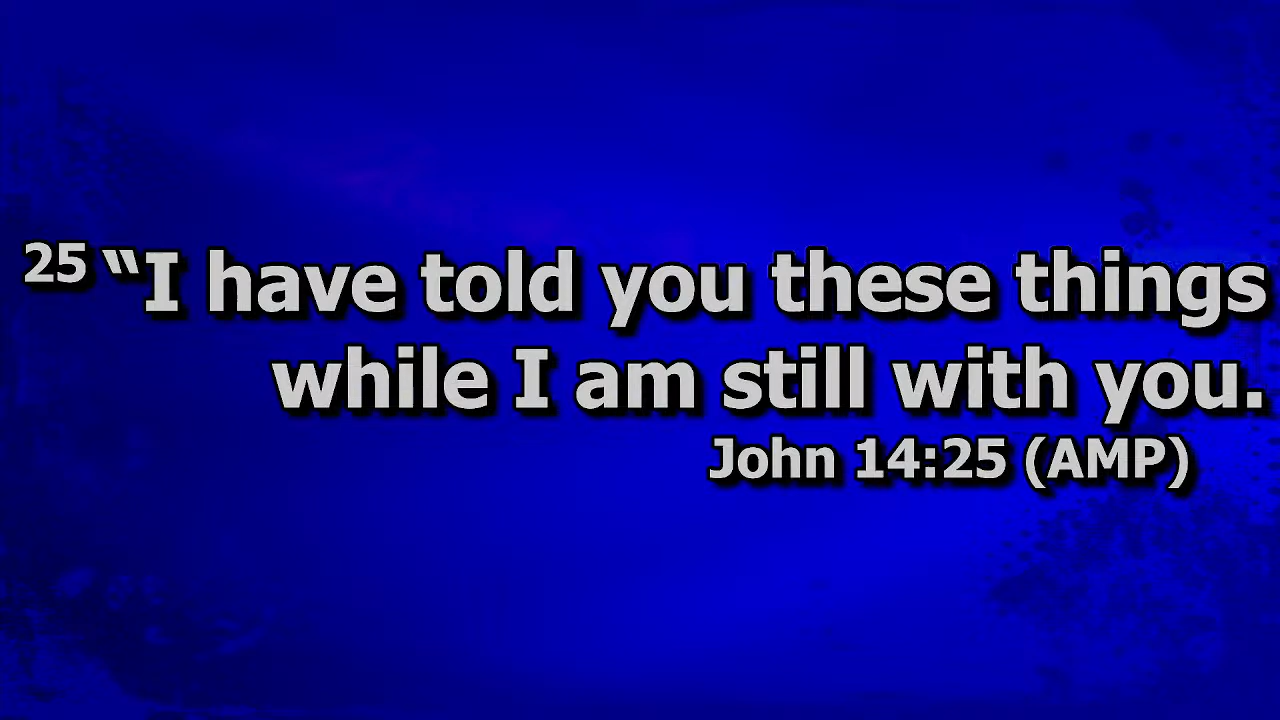 25 “I have told you these things
while I am still with you.
John 14:25 (AMP)